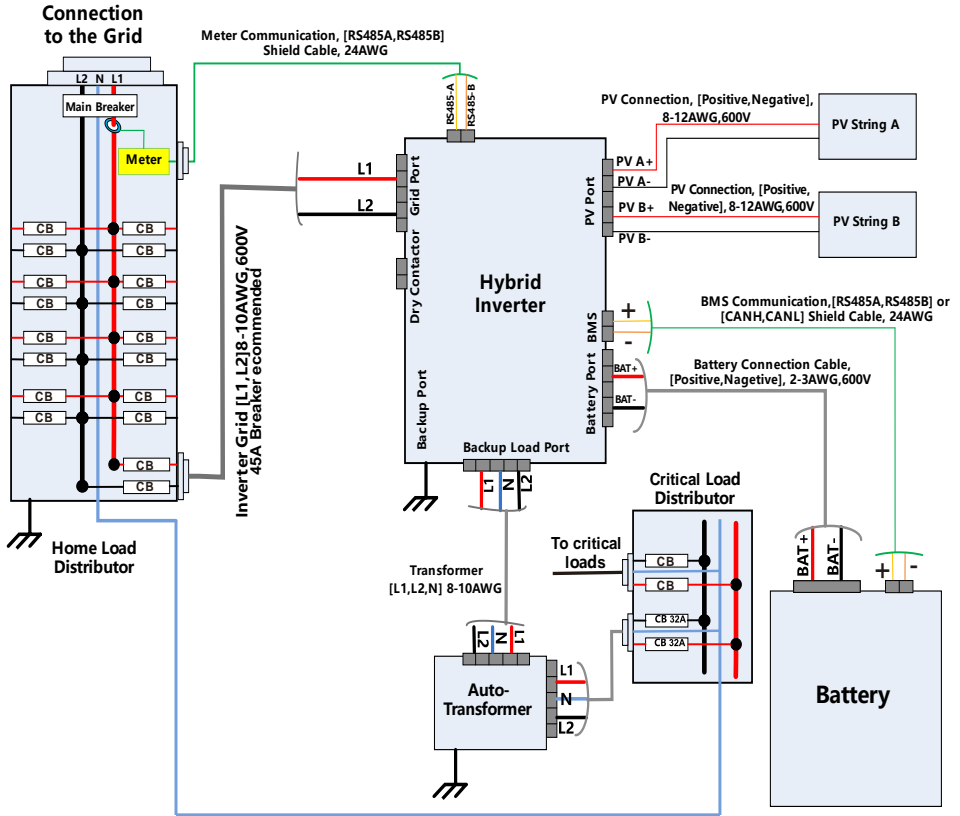 Connection
to the Grid
L2 N L1
Main Breaker
Meter
CB CB
CB CB
CB CB
CB CB
CB CB
CB CB
CB CB
CB CB
CB
CB
Home Load
Distributor
Meter Communication, [RS485A,RS485B]
Shield Cable, 24AWG
RS485-A
RS485-B
L1
L2
Inverter Grid [L1,L2]8-10AWG,600V
45A Breaker ecommended
Grid Port
Dry Contactor
Backup Port
Hybrid
Inverter
PV Port
PV A+
PV A-
PV B+
PV B-
PV Connection, [Positive,Negative],
8-12AWG,600V
PV String A
PV Connection, [Positive,
Negative], 8-12AWG,600V
PV String B
BMS
+
-
BMS Communication,[RS485A,RS485B] or
[CANH,CANL] Shield Cable, 24AWG
Battery Port
BAT+
BAT-
Battery Connection Cable,
[Positive,Nagetive], 2-3AWG,600V
Backup Load Port
L1
N
L2
Transformer
[L1,L2,N] 8-10AWG
L2
N
L1
Auto-
Transformer
L1
N
L2
Critical Load
Distributor
To critical
loads
CB
CB
CB 32A
CB 32A
BAT+
BAT-
+ -
Battery